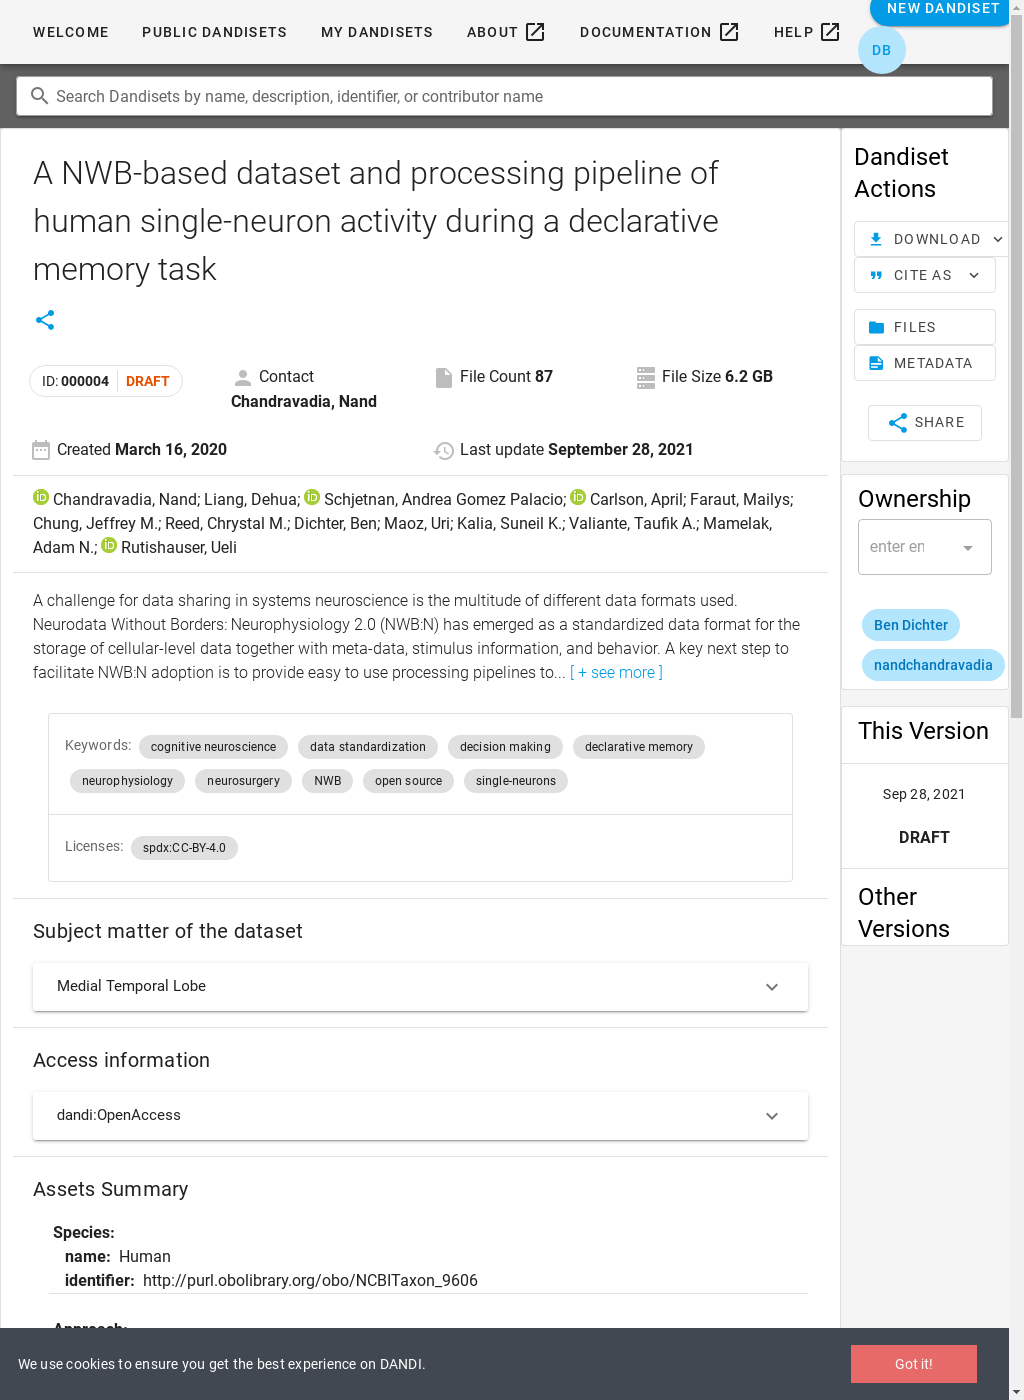 WELCOME PUBLIC DANDISETS MY DANDISETS ABOUT DOCUMENTATION HELP NEW DANDISET
DB
Search Dandisets by name, description, identifier, or contributor name
A NWB-based dataset and processing pipeline of
human single-neuron activity during a declarative
memory task
ID: 000004 DRAFT
Contact
Chandravadia, Nand
File Count 87
File Size 6.2 GB
Created March 16, 2020
Last update September 28, 2021
Chandravadia, Nand; Liang, Dehua; Schjetnan, Andrea Gomez Palacio; Carlson, April; Faraut, Mailys;
Chung, Jeffrey M.; Reed, Chrystal M.; Dichter, Ben; Maoz, Uri; Kalia, Suneil K.; Valiante, Taufik A.; Mamelak,
Adam N.; Rutishauser, Ueli
A challenge for data sharing in systems neuroscience is the multitude of different data formats used.
Neurodata Without Borders: Neurophysiology 2.0 (NWB:N) has emerged as a standardized data format for the
storage of cellular-level data together with meta-data, stimulus information, and behavior. A key next step to
facilitate NWB:N adoption is to provide easy to use processing pipelines to... [ + see more ]
Keywords: cognitive neuroscience data standardization decision making declarative memory
neurophysiology neurosurgery NWB open source single-neurons
Licenses: spdx:CC-BY-4.0
Subject matter of the dataset
Medial Temporal Lobe
Access information
dandi:OpenAccess
Assets Summary
Species:
name: Human
identifier: http://purl.obolibrary.org/obo/NCBITaxon_9606
Approach:
Dandiset
Actions
DOWNLOAD
CITE AS
FILES
METADATA
SHARE
Ownership
enter en
Ben Dichter
nandchandravadia
This Version
Sep 28, 2021
DRAFT
Other
Versions
We use cookies to ensure you get the best experience on DANDI.
Got it!